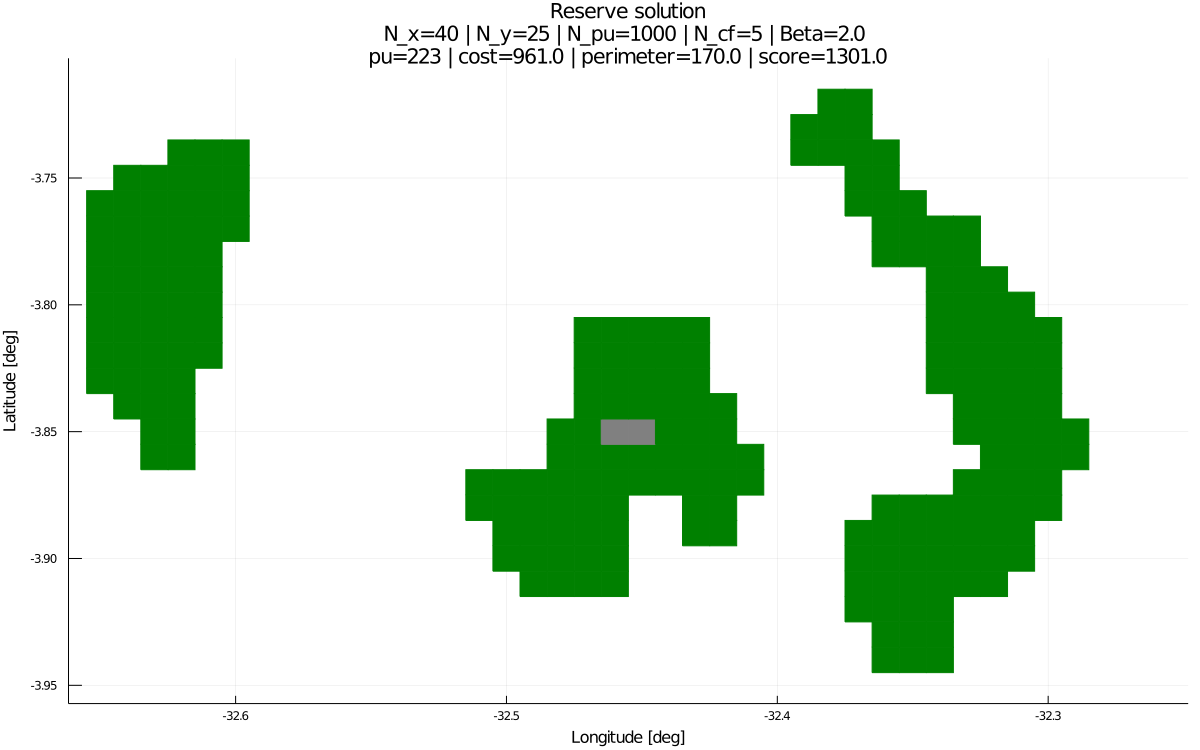 Reserve solution
N_x=40 | N_y=25 | N_pu=1000 | N_cf=5 | Beta=2.0
pu=223 | cost=961.0 | perimeter=170.0 | score=1301.0
-3.75
-3.80
-3.85
-3.90
-3.95
Latitude [deg]
-32.6
-32.5
-32.4
-32.3
Longitude [deg]